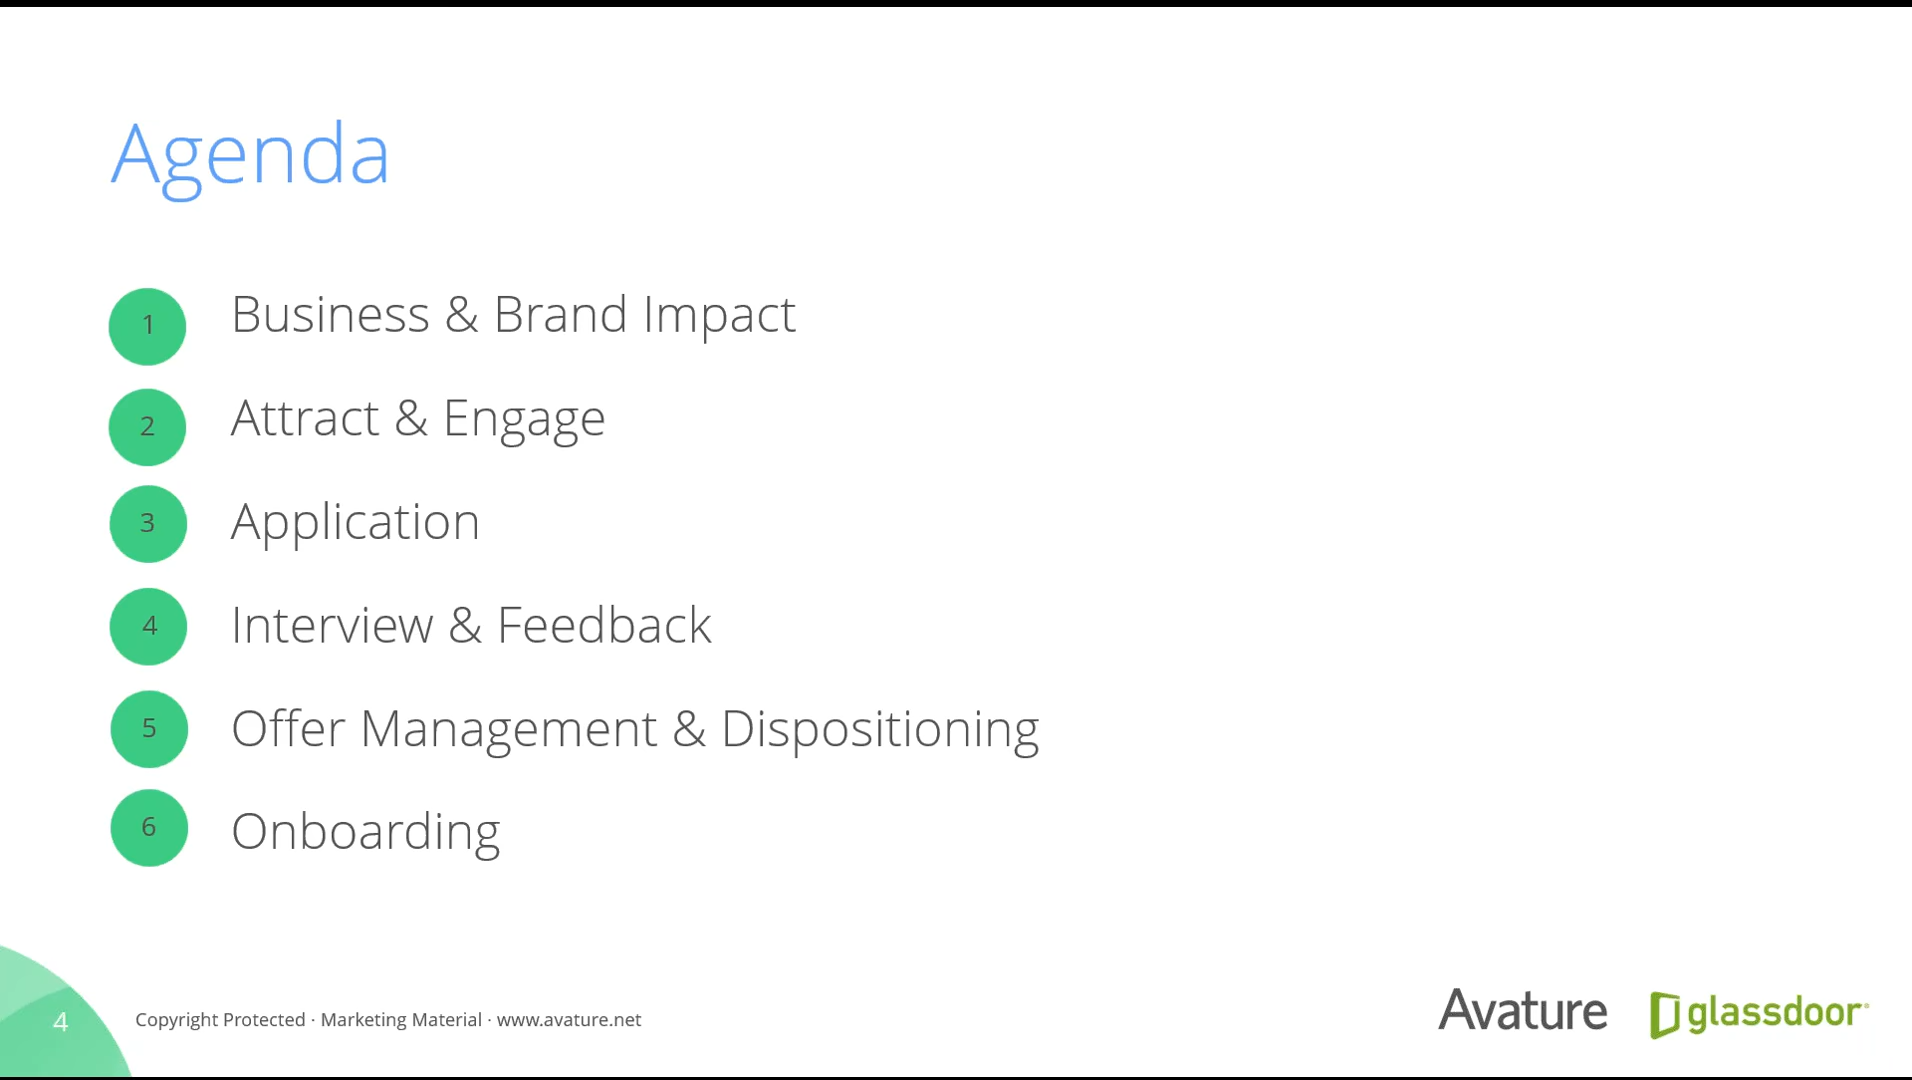 Agenda
1 Business & Brand Impact
2 Attract & Engage
3 Application
4 Interview & Feedback
5 Offer Management & Dispositioning
6 Onboarding
4 Copyright Protected · Marketing Material · www.avature.net Avature glassdoor